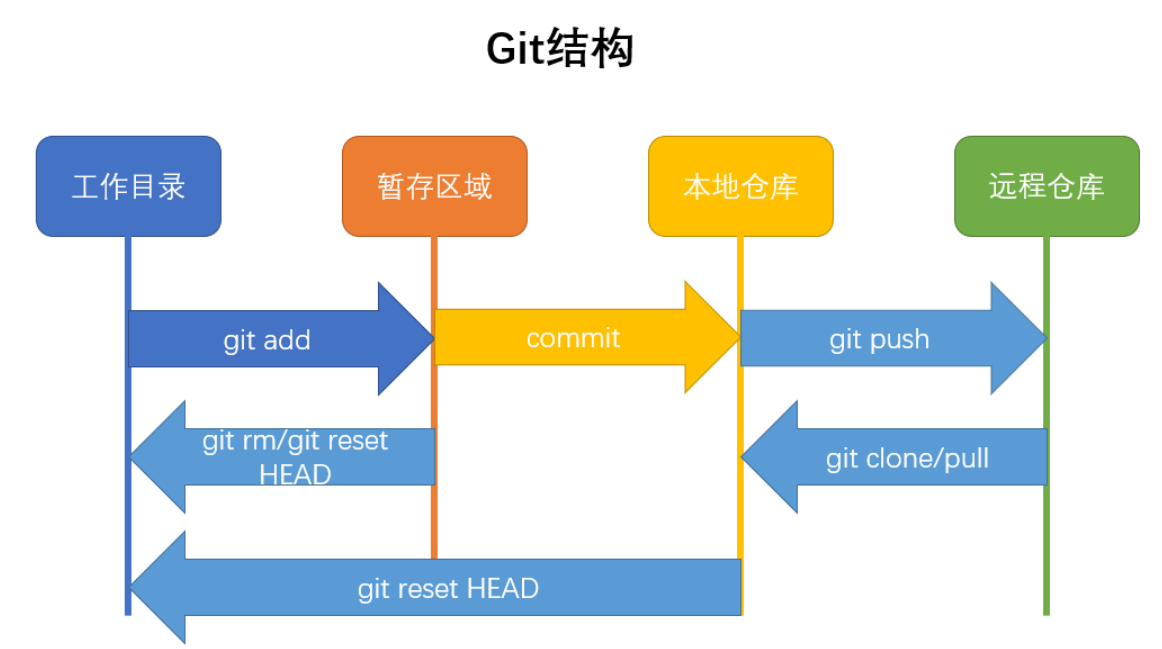 Git结构
工作目录
暂存区域
本地仓库
远程仓库
git add
commit
git push
git rm/git reset
HEAD
git clone/pull
git reset HEAD